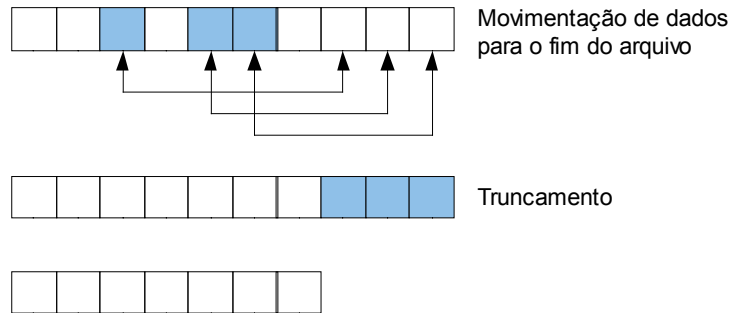 Movimentação de dados
para o fim do arquivo
Truncamento